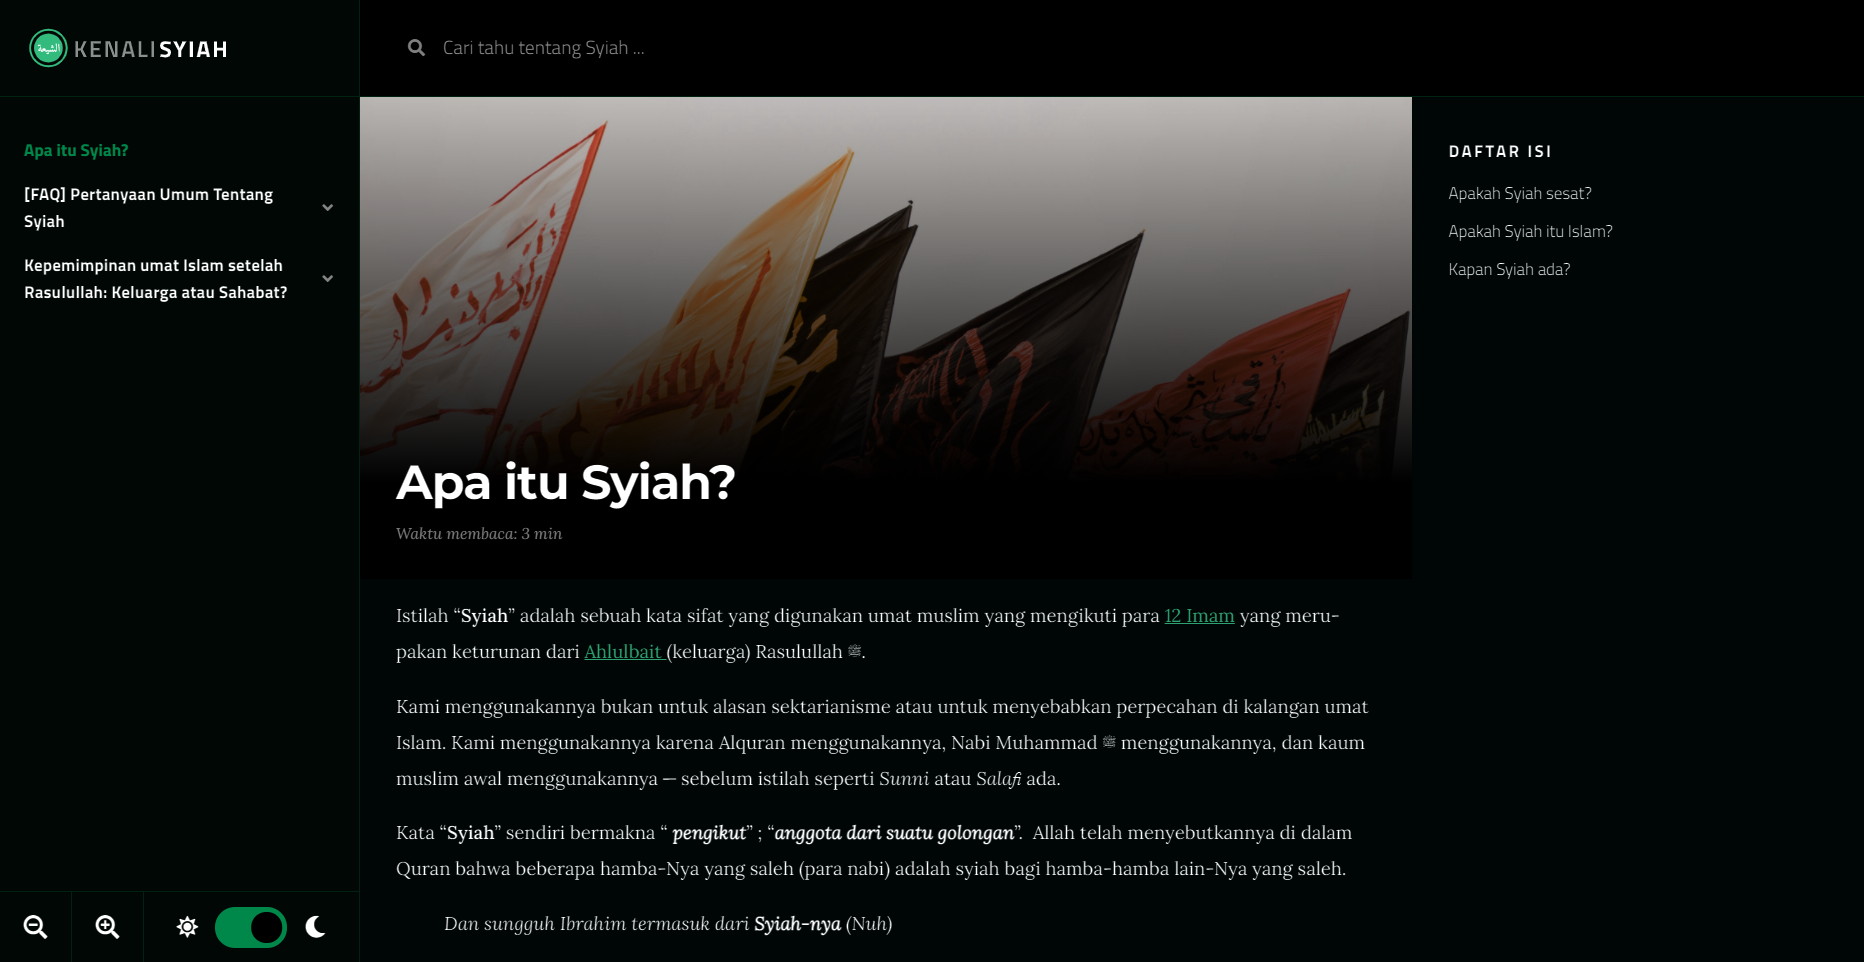 الشيعة
KENALISYIAH
Cari tahu tentang Syiah ...
Apa itu Syiah?
[FAQ] Pertanyaan Umum Tentang
Syiah
Kepemimpinan umat Islam setelah
Rasulullah: Keluarga atau Sahabat?
Apa itu Syiah?
Waktu membaca: 3 min
Istilah “Syiah” adalah sebuah kata sifat yang digunakan umat muslim yang mengikuti para 12 Imam yang meru-
pakan keturunan dari Ahlulbait (keluarga) Rasulullah ﷺ.
Kami menggunakannya bukan untuk alasan sektarianisme atau untuk menyebabkan perpecahan di kalangan umat
Islam. Kami menggunakannya karena Alquran menggunakannya, Nabi Muhammad ﷺ menggunakannya, dan kaum
muslim awal menggunakannya — sebelum istilah seperti Sunni atau Salafi ada.
Kata “Syiah” sendiri bermakna “ pengikut” ; “anggota dari suatu golongan”.  Allah telah menyebutkannya di dalam
Quran bahwa beberapa hamba-Nya yang saleh (para nabi) adalah syiah bagi hamba-hamba lain-Nya yang saleh.
Dan sungguh Ibrahim termasuk dari Syiah-nya (Nuh)
DAFTAR ISI
Apakah Syiah sesat?
Apakah Syiah itu Islam?
Kapan Syiah ada?